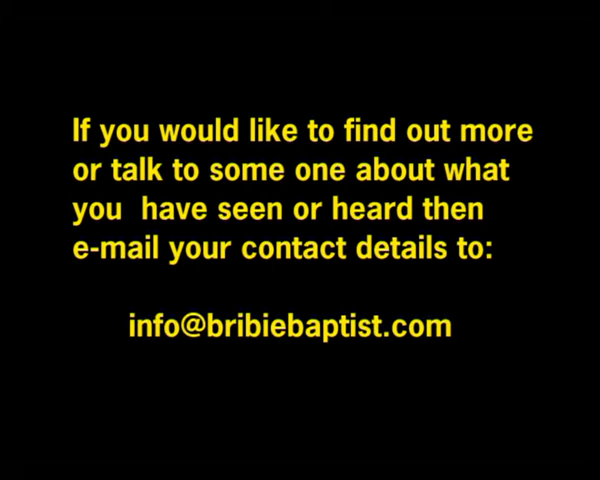 If you would like to find out more
or talk to some one about what
you  have seen or heard then
e-mail your contact details to:
info@bribiebaptist.com